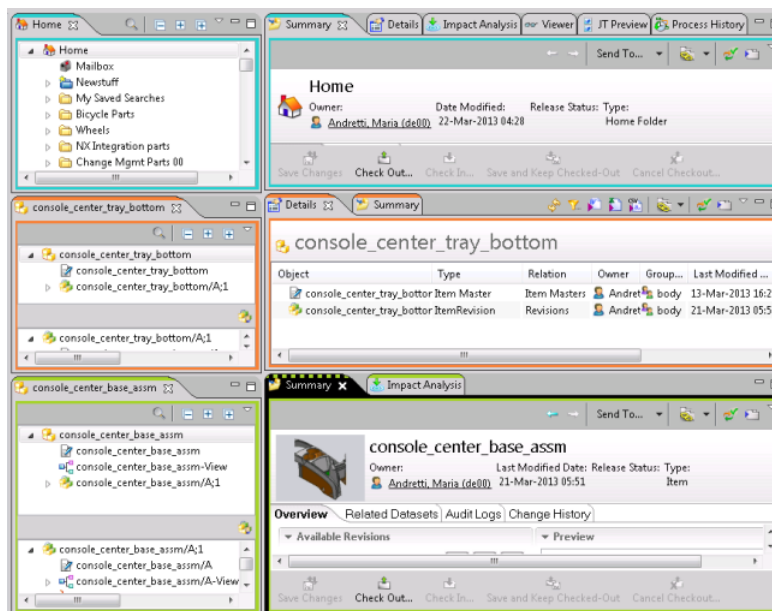 Home
Home
Mailbox
Newstuff
My Saved Searches
Bicycle Parts
Wheels
NX Integration parts
Change Mgmt Parts 00
Summary Details Impact Analysis Viewer JT Preview Process History
Send To...
Home
Owner: Date Modified: Release Status: Type:
Andretti, Maria (de00) 22-Mar-2013 04:28 Home Folder
Save Changes Check Out... Check In... Save and Keep Checked-Out Cancel Checkout...
console_center_tray_bottom
console_center_tray_bottom
console_center_tray_bottom
console_center_tray_bottom/A;1
console_center_tray_bottom/A;1
Details Summary
console_center_tray_bottom
Object Type Relation Owner Group... Last Modified ...
console_center_tray_bottor Item Master Item Masters Andret body 13-Mar-2013 16:2
console_center_tray_bottor ItemRevision Revisions Andret body 21-Mar-2013 05:5
console_center_base_assm
console_center_base_assm
console_center_base_assm
console_center_base_assm-View
console_center_base_assm/A;1
console_center_base_assm/A;1
console_center_base_assm/A
console_center_base_assm/A-View
Summary Impact Analysis
Send To...
console_center_base_assm
Owner: Last Modified Date: Release Status: Type:
Andretti, Maria (de00) 21-Mar-2013 05:51 Item
Overview Related Datasets Audit Logs Change History
Available Revisions Preview
Save Changes Check Out... Check In... Save and Keep Checked-Out Cancel Checkout...